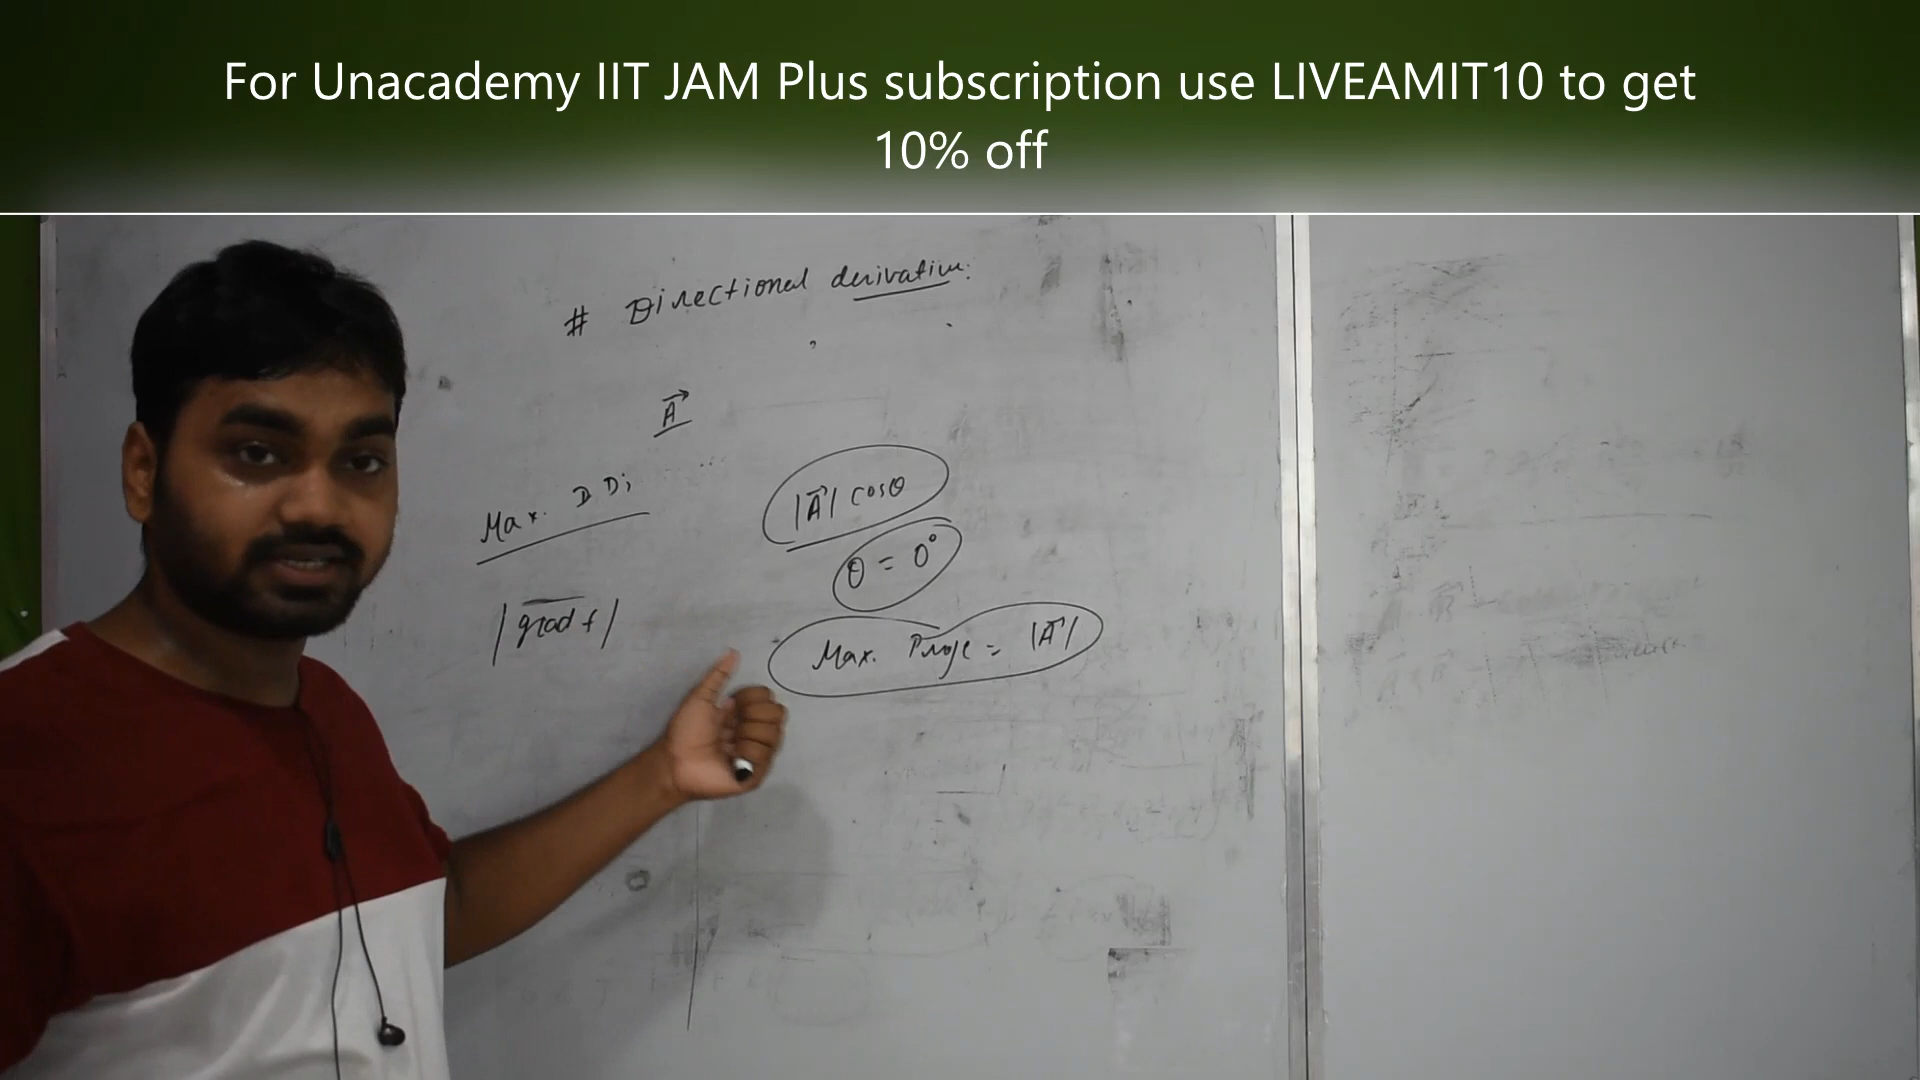 For Unacademy IIT JAM Plus subscription use LIVEAMIT10 to get
10% off
# Directional derivative:
A⃗
Max. D D;
|A⃗| cosθ
θ = 0°
|grad f|
Max. Proje = |A⃗|